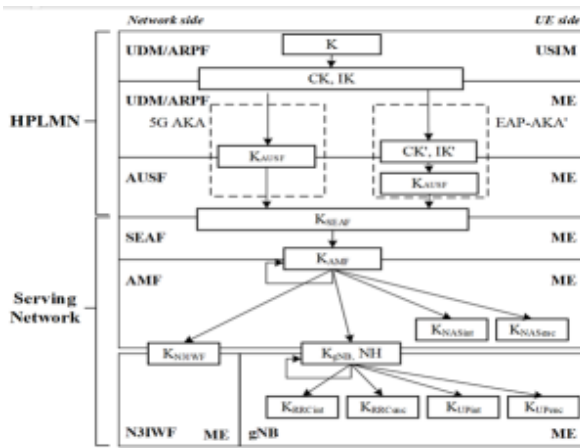 Network side UE side
UDM/ARPF K USIM
CK, IK
UDM/ARPF ME
HPLMN
5G AKA EAP-AKA'
KAUSF CK', IK'
AUSF KAUSF ME
KSEAF
SEAF ME
KAMF
AMF ME
Serving
Network
KNASint KNASenc
KN3IWF KgNB, NH
KRRCint KRRCenc KUPint KUPenc
N3IWF ME gNB ME